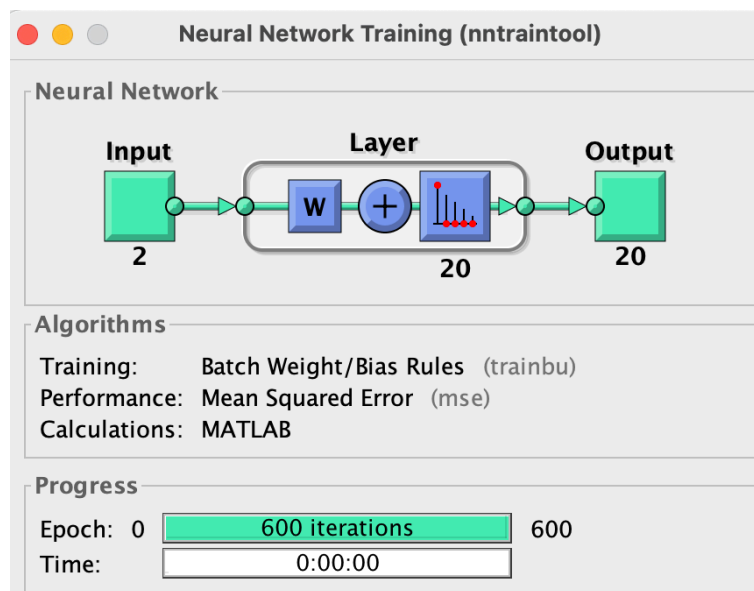 Neural Network Training (nntraintool)
Neural Network
Layer
Input
Output
W
+
2
20
20
Algorithms
Training: Batch Weight/Bias Rules (trainbu)
Performance: Mean Squared Error (mse)
Calculations: MATLAB
Progress
Epoch: 0 600 iterations 600
Time: 0:00:00